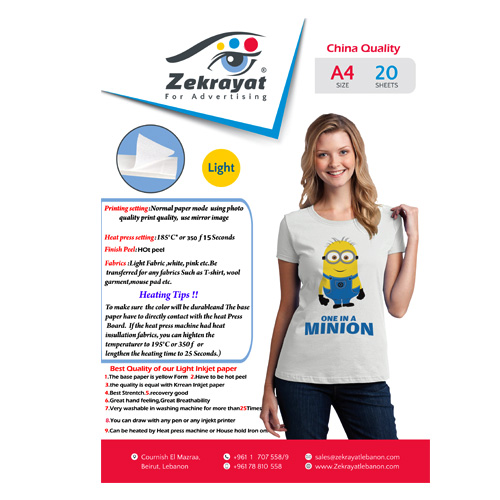 Zekrayat®
For Advertising
China Quality
A4
SIZE
20
SHEETS
Light
Printing setting:Normal paper mode using photo
quality print quality, use mirror image
Heat press setting:185°C° or 350 f 15 Seconds
Finish Peel:HOt peel
Fabrics :Light Fabric ,white, pink etc.Be
transferred for any fabrics Such as T-shirt, wool
garment,mouse pad etc.
Heating Tips !!
To make sure the color will be durableand The base
paper have to directly contact with the heat Press
Board. If the heat press machine had heat
insullation fabrics, you can highten the
temperaturer to 195°C or 350f or
lengthen the heating time to 25 Seconds.)
Best Quality of our Light Inkjet paper
1.The base paper is yellow Form 2.Have to be hot peel
3.the quality is equal with Krrean Inkjet paper
4.Best Strentch.5.recovery good
6.Great hand feeling,Great Breathability
7.Very washable in washing machine for more than25Times
8.You can draw with any pen or any injekt printer
9.Can be heated by Heat press machine or House hold Iron on
ONE IN A
MINION
Cournish El Mazraa,
Beirut, Lebanon
+961 1 707 558/9
+961 78 810 558
sales@zekrayatlebanon.com
www.Zekrayatlebanon.com